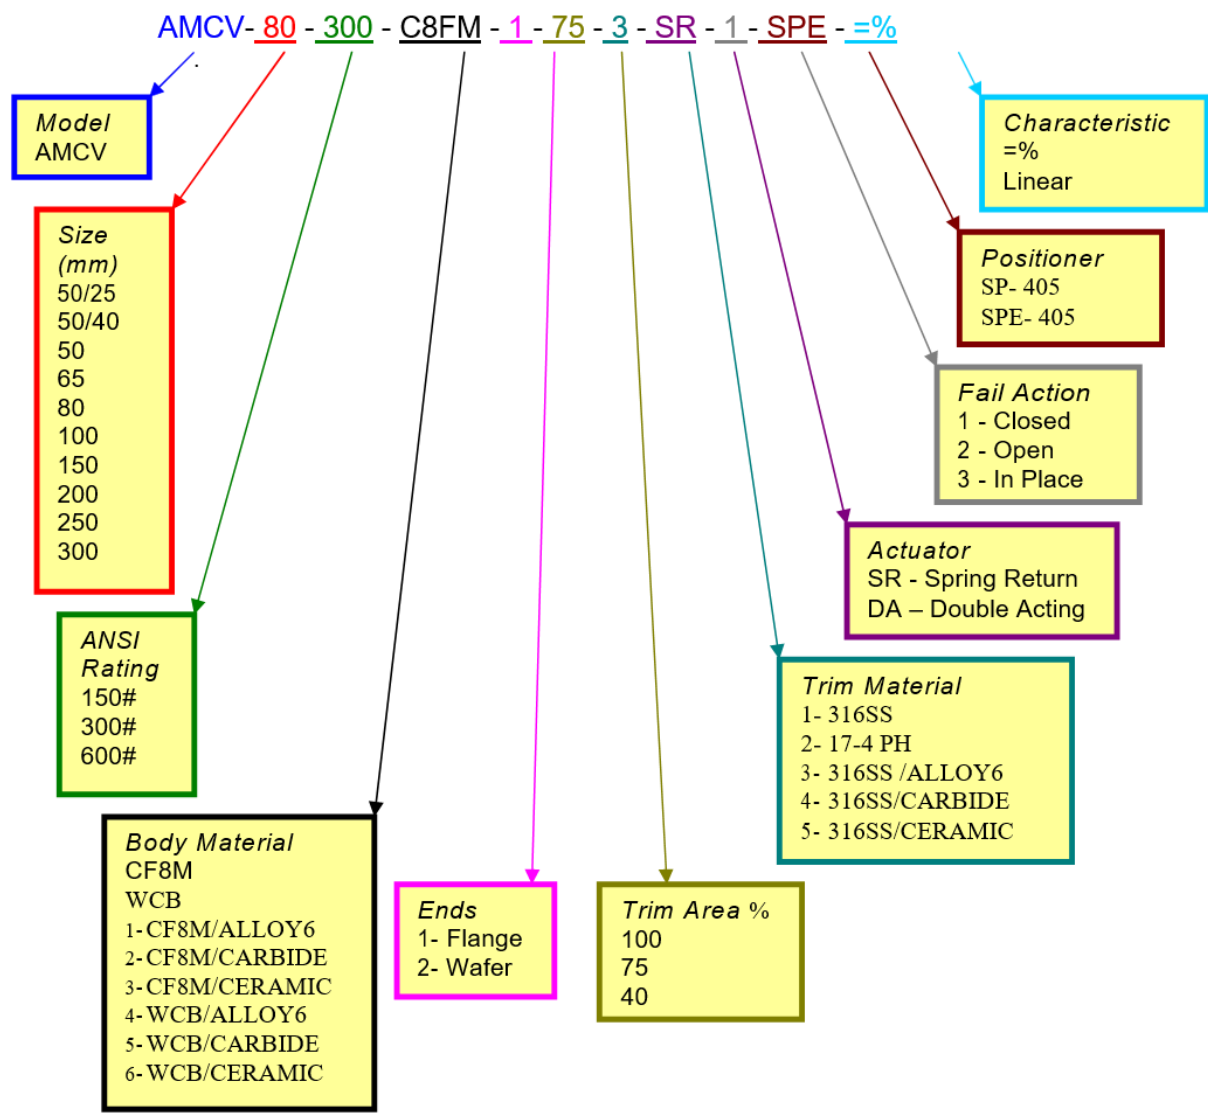 AMCV- 80 - 300 - C8FM - 1 - 75 - 3 - SR - 1 - SPE - =%
Model
AMCV
Size
(mm)
50/25
50/40
50
65
80
100
150
200
250
300
ANSI
Rating
150#
300#
600#
Body Material
CF8M
WCB
1-CF8M/ALLOY6
2-CF8M/CARBIDE
3-CF8M/CERAMIC
4-WCB/ALLOY6
5-WCB/CARBIDE
6-WCB/CERAMIC
Ends
1- Flange
2- Wafer
Trim Area %
100
75
40
Trim Material
1- 316SS
2- 17-4 PH
3- 316SS /ALLOY6
4- 316SS/CARBIDE
5- 316SS/CERAMIC
Actuator
SR - Spring Return
DA – Double Acting
Fail Action
1 - Closed
2 - Open
3 - In Place
Positioner
SP- 405
SPE- 405
Characteristic
=%
Linear